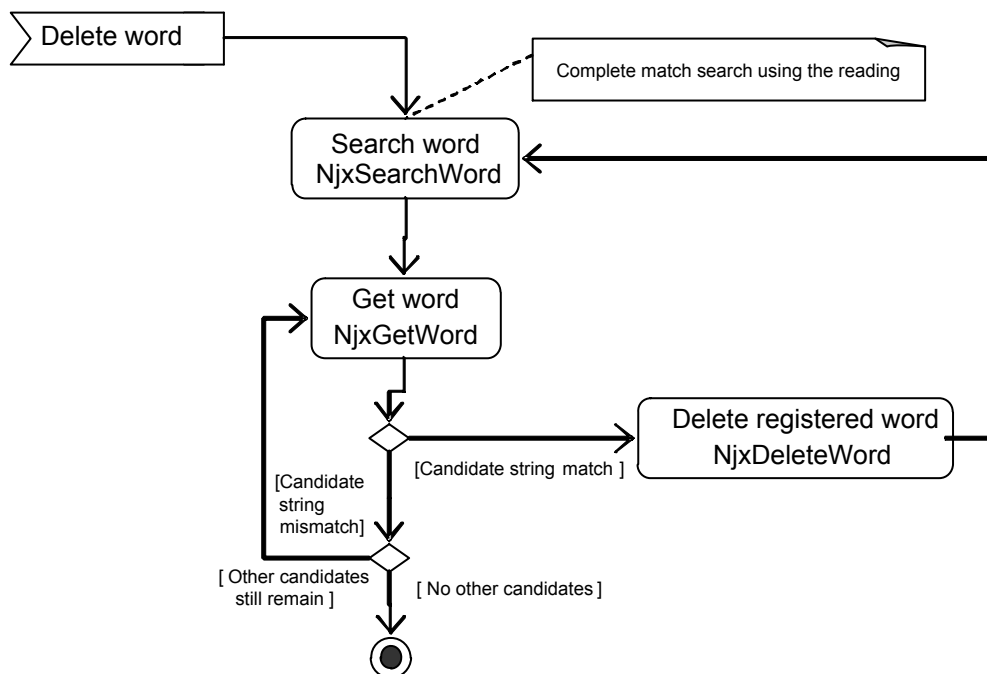 Delete word
Complete match search using the reading
Search word
NjxSearchWord
Get word
NjxGetWord
Delete registered word
NjxDeleteWord
[Candidate string match ]
[Candidate
string
mismatch]
[ Other candidates
still remain ]
[ No other candidates ]